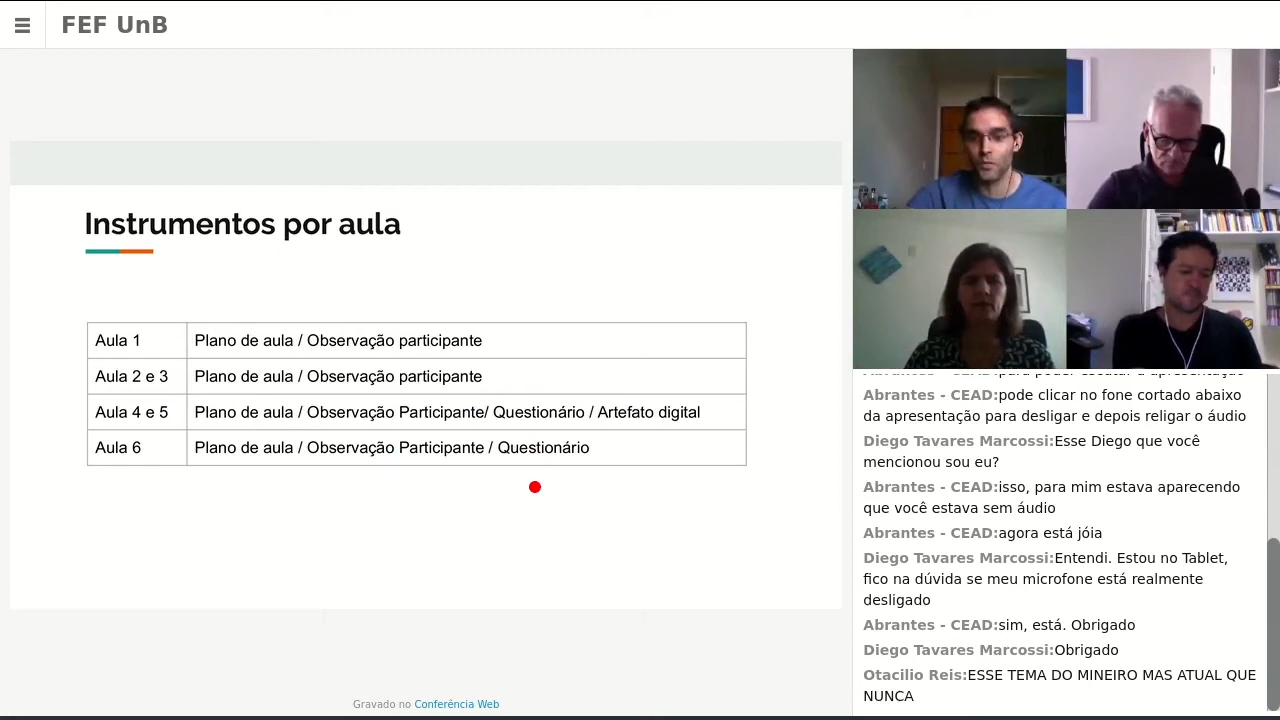 FEF UnB
Instrumentos por aula
Aula 1 Plano de aula / Observação participante
Aula 2 e 3 Plano de aula / Observação participante
Aula 4 e 5 Plano de aula / Observação Participante/ Questionário / Artefato digital
Aula 6 Plano de aula / Observação Participante / Questionário
Gravado no Conferência Web
Abrantes - CEAD:para poder escutar a apresentação
Abrantes - CEAD:pode clicar no fone cortado abaixo
da apresentação para desligar e depois religar o áudio
Diego Tavares Marcossi:Esse Diego que você
mencionou sou eu?
Abrantes - CEAD:isso, para mim estava aparecendo
que você estava sem áudio
Abrantes - CEAD:agora está jóia
Diego Tavares Marcossi:Entendi. Estou no Tablet,
fico na dúvida se meu microfone está realmente
desligado
Abrantes - CEAD:sim, está. Obrigado
Diego Tavares Marcossi:Obrigado
Otacilio Reis:ESSE TEMA DO MINEIRO MAS ATUAL QUE
NUNCA